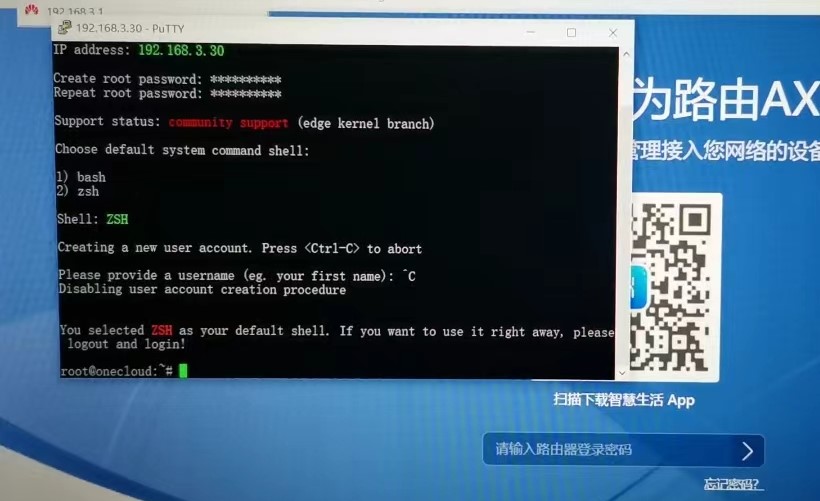 192.168.3.1
192.168.3.30 - PuTTY
IP address: 192.168.3.30
Create root password: **********
Repeat root password: **********
Support status: community support (edge kernel branch)
Choose default system command shell:
1) bash
2) zsh
Shell: ZSH
Creating a new user account. Press <Ctrl-C> to abort
Please provide a username (eg. your first name): ^C
Disabling user account creation procedure
You selected ZSH as your default shell. If you want to use it right away, please
logout and login!
root@onecloud:~#
为路由AX
管理接入您网络的设备
扫描下载智慧生活 App
请输入路由器登录密码
忘记密码?